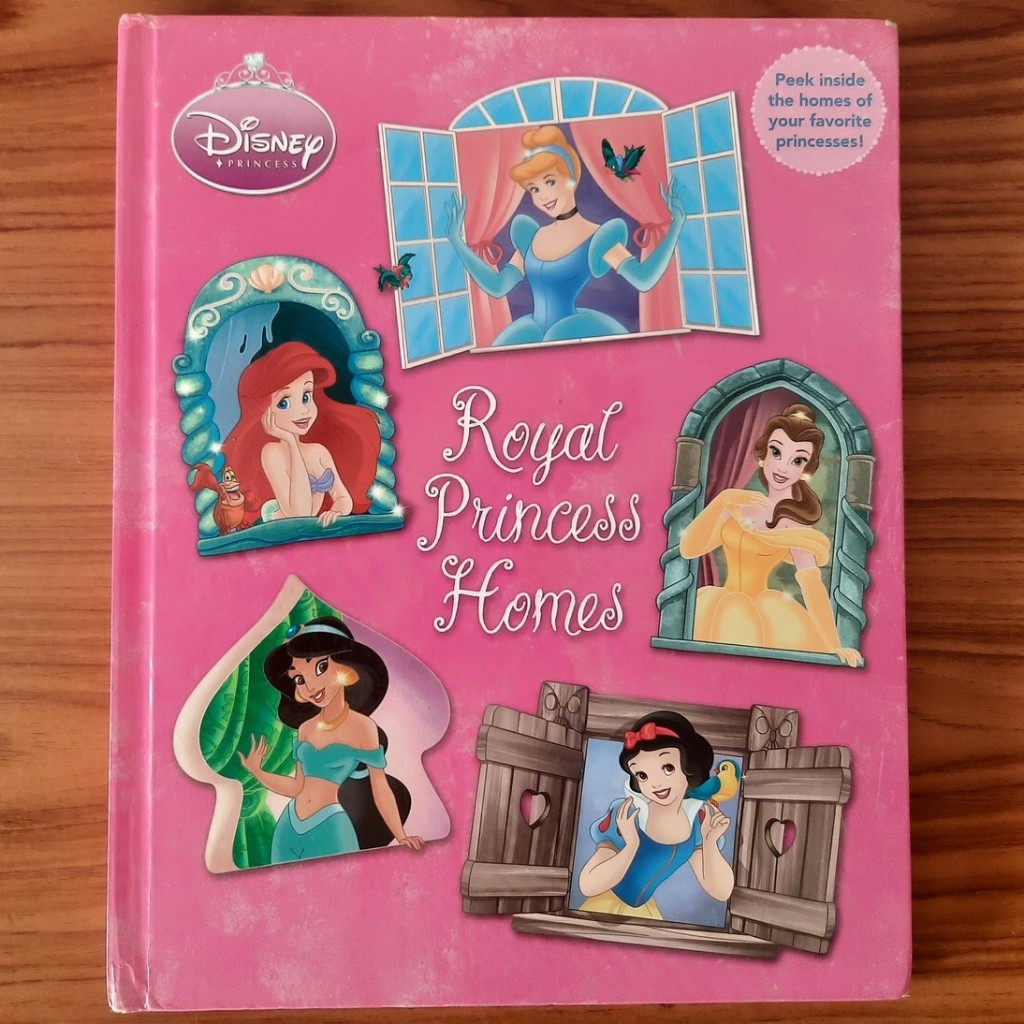 Disney
PRINCESS
Peek inside
the homes of
your favorite
princesses!
Royal
Princess
Homes